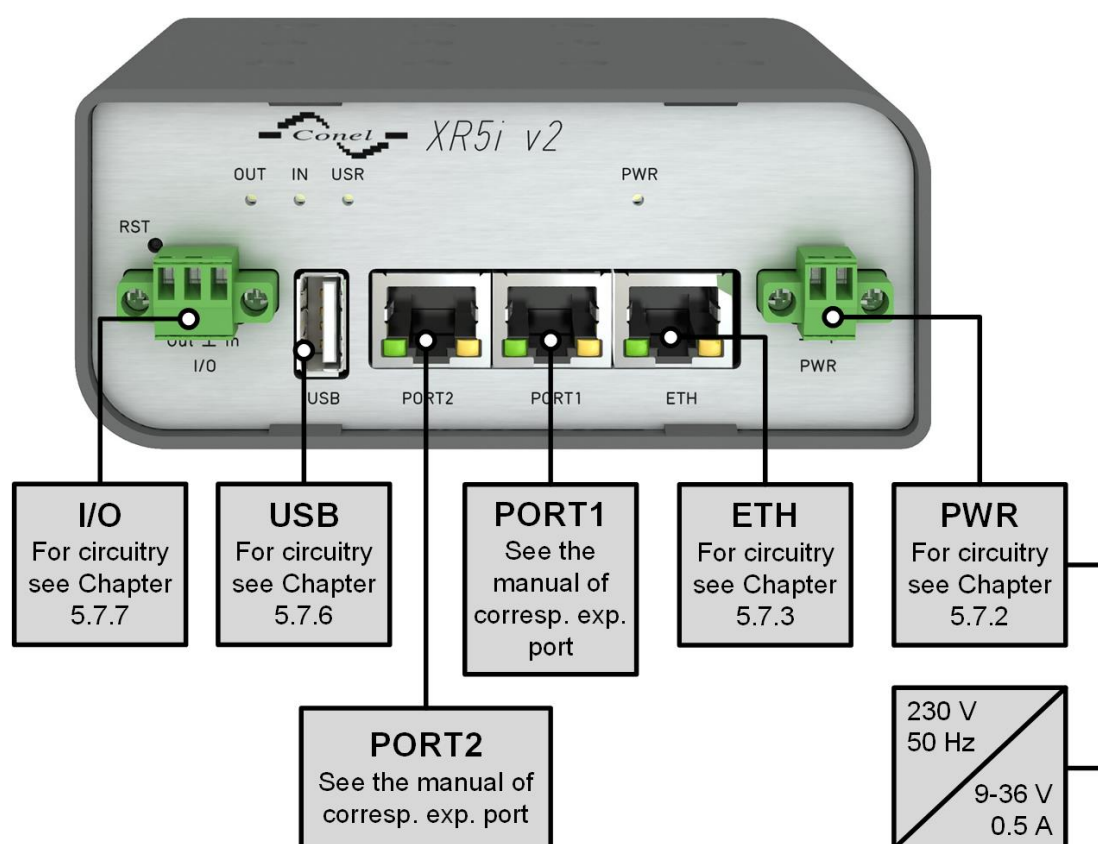 Conel XR5i v2
OUT IN USR PWR
RST
Out ⊥ In
I/O
PWR
USB PORT2 PORT1 ETH
I/O
For circuitry
see Chapter
5.7.7
USB
For circuitry
see Chapter
5.7.6
PORT1
See the
manual of
corresp. exp.
port
ETH
For circuitry
see Chapter
5.7.3
PWR
For circuitry
see Chapter
5.7.2
PORT2
See the manual of
corresp. exp. port
230 V
50 Hz
9-36 V
0.5 A